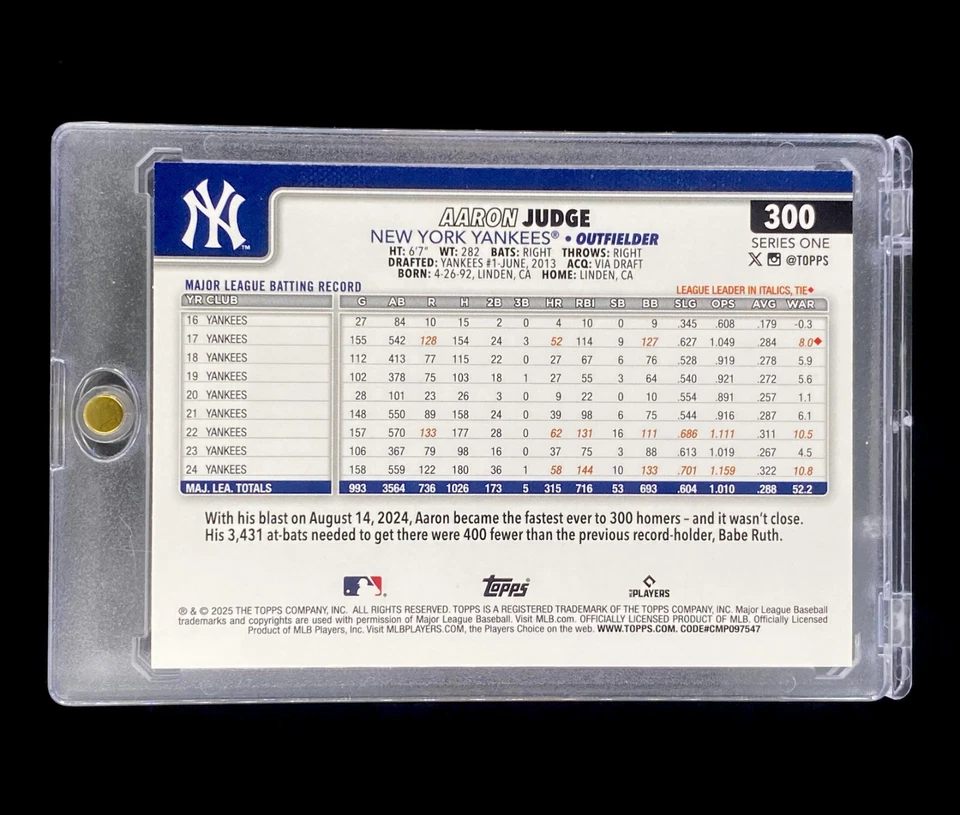 NY
TM
AARON JUDGE
300
NEW YORK YANKEES® • OUTFIELDER
SERIES ONE
HT: 6'7" WT: 282 BATS: RIGHT THROWS: RIGHT
X @TOPPS
DRAFTED: YANKEES #1-JUNE, 2013 ACQ: VIA DRAFT
BORN: 4-26-92, LINDEN, CA HOME: LINDEN, CA
MAJOR LEAGUE BATTING RECORD
LEAGUE LEADER IN ITALICS, TIE♦
YR CLUB G AB R H 2B 3B HR RBI SB BB SLG OPS AVG WAR
16 YANKEES 27 84 10 15 2 0 4 10 0 9 .345 .608 .179 -0.3
17 YANKEES 155 542 128 154 24 3 52 114 9 127 .627 1.049 .284 8.0♦
18 YANKEES 112 413 77 115 22 0 27 67 6 76 .528 .919 .278 5.9
19 YANKEES 102 378 75 103 18 1 27 55 3 64 .540 .921 .272 5.6
20 YANKEES 28 101 23 26 3 0 9 22 0 10 .554 .891 .257 1.1
21 YANKEES 148 550 89 158 24 0 39 98 6 75 .544 .916 .287 6.1
22 YANKEES 157 570 133 177 28 0 62 131 16 111 .686 1.111 .311 10.5
23 YANKEES 106 367 79 98 16 0 37 75 3 88 .613 1.019 .267 4.5
24 YANKEES 158 559 122 180 36 1 58 144 10 133 .701 1.159 .322 10.8
MAJ. LEA. TOTALS 993 3564 736 1026 173 5 315 716 53 693 .604 1.010 .288 52.2
With his blast on August 14, 2024, Aaron became the fastest ever to 300 homers – and it wasn't close.
His 3,431 at-bats needed to get there were 400 fewer than the previous record-holder, Babe Ruth.
topps®
PLAYERS
® & © 2025 THE TOPPS COMPANY, INC. ALL RIGHTS RESERVED. TOPPS IS A REGISTERED TRADEMARK OF THE TOPPS COMPANY, INC. Major League Baseball
trademarks and copyrights are used with permission of Major League Baseball. Visit MLB.com. OFFICIALLY LICENSED PRODUCT OF MLB. Officially Licensed
Product of MLB Players, Inc. Visit MLBPLAYERS.COM, the Players Choice on the web. WWW.TOPPS.COM. CODE#CMP097547